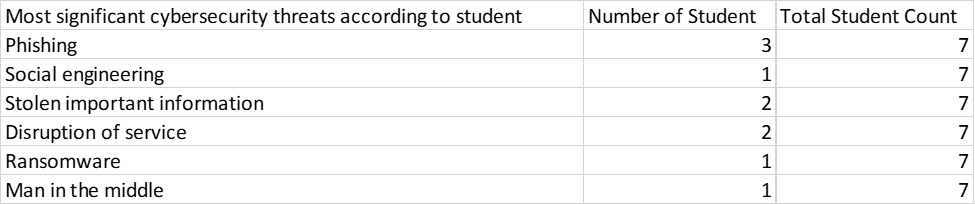 Most significant cybersecurity threats according to student Number of Student Total Student Count
Phishing 3 7
Social engineering 1 7
Stolen important information 2 7
Disruption of service 2 7
Ransomware 1 7
Man in the middle 1 7